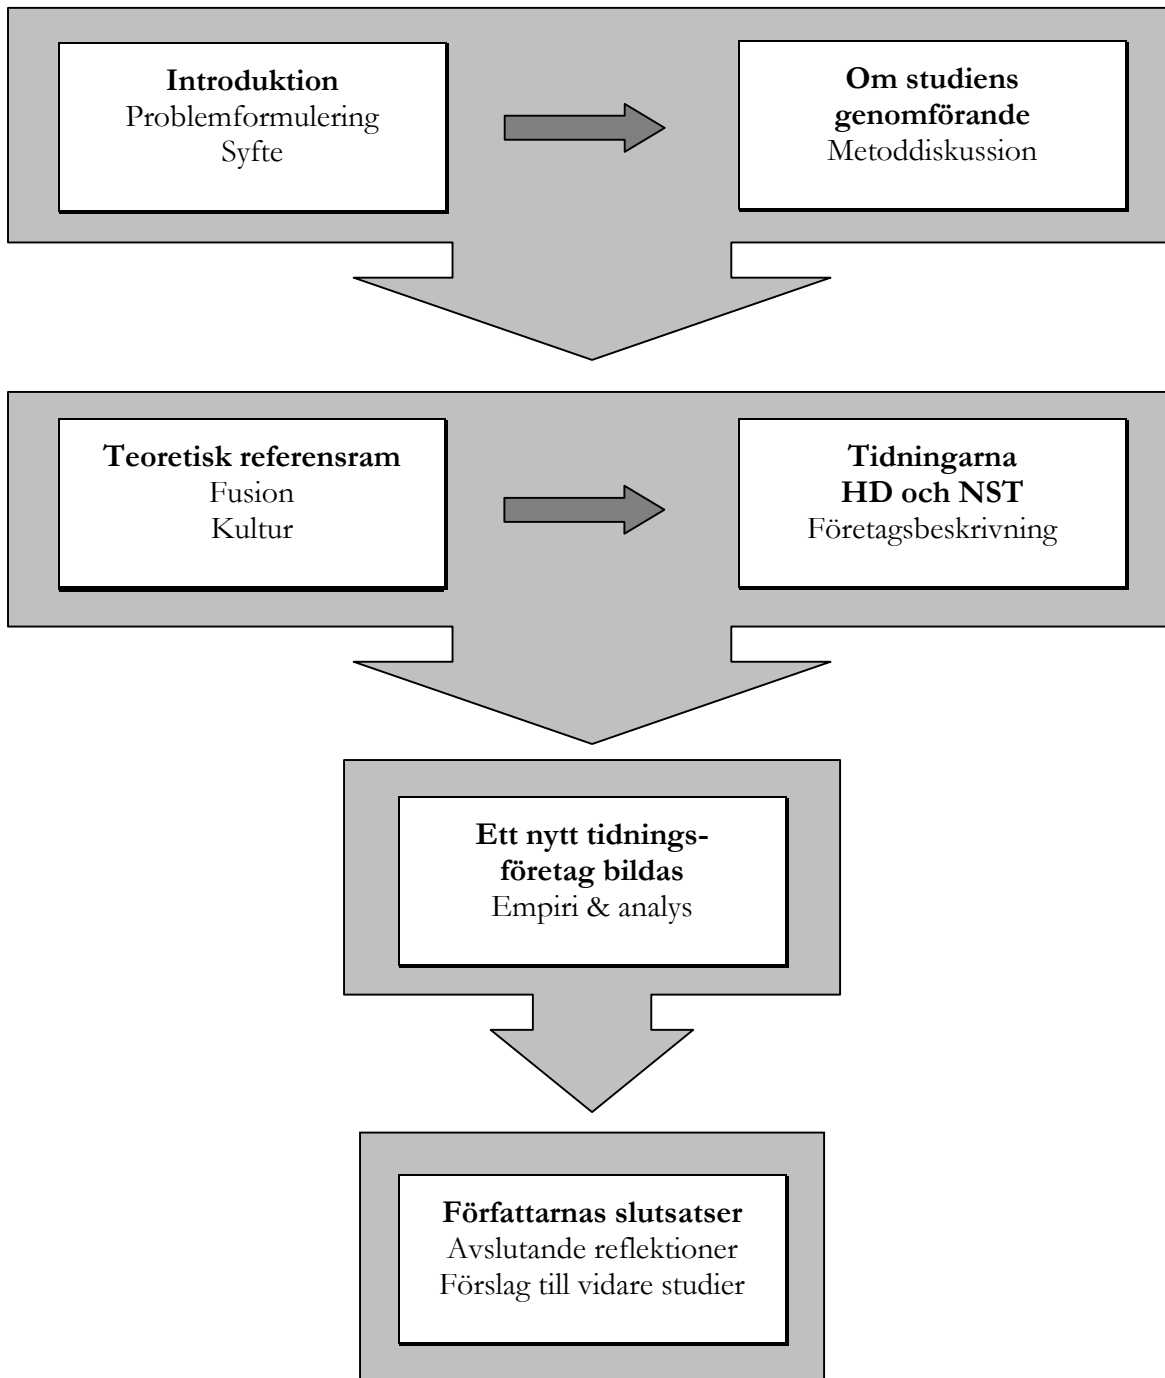 Introduktion
Problemformulering
Syfte
Om studiens
genomförande
Metoddiskussion
Teoretisk referensram
Fusion
Kultur
Tidningarna
HD och NST
Företagsbeskrivning
Ett nytt tidnings-
företag bildas
Empiri & analys
Författarnas slutsatser
Avslutande reflektioner
Förslag till vidare studier